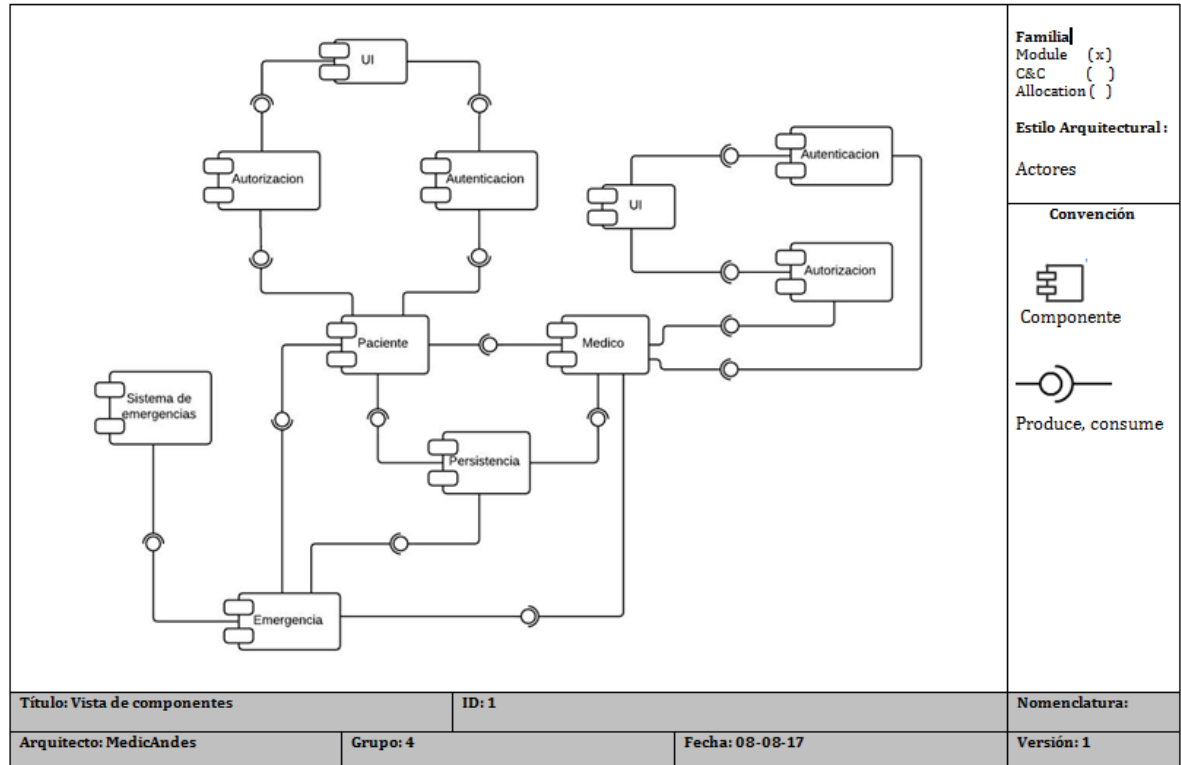 UI
Autorizacion
Autenticacion
Autenticacion
UI
Autorizacion
Paciente
Medico
Sistema de
emergencias
Persistencia
Emergencia
Familia
Module (x)
C&C ( )
Allocation ( )
Estilo Arquitectural :
Actores
Convención
Componente
Produce, consume
Título: Vista de componentes
ID: 1
Nomenclatura:
Arquitecto: MedicAndes
Grupo: 4
Fecha: 08-08-17
Versión: 1